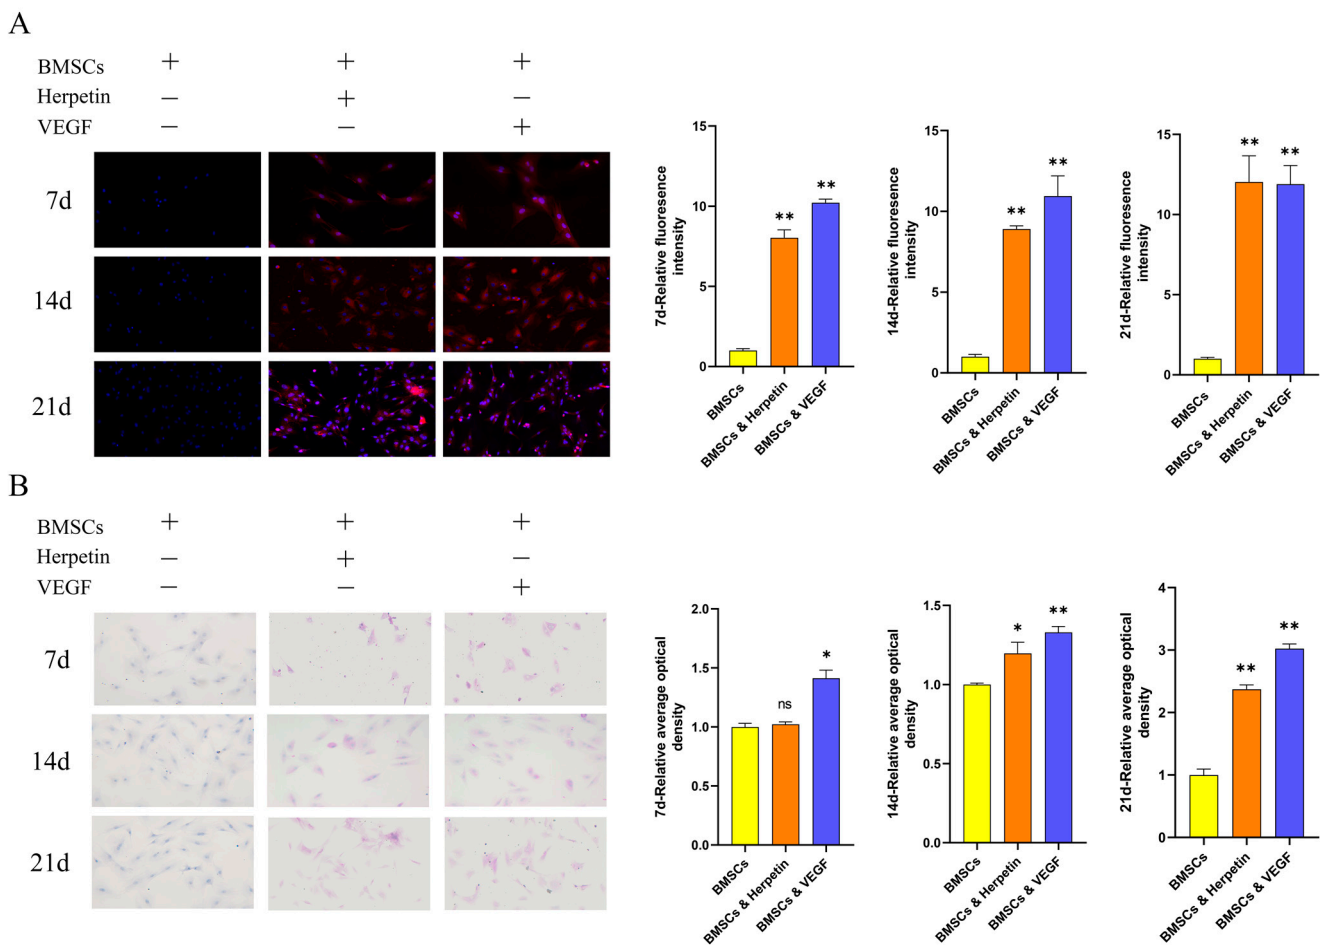 A
BMSCs + + +
Herpetin — + —
VEGF — — +
7d
14d
21d
7d-Relative fluoresence
intensity
15
10
5
0
**
**
BMSCs
BMSCs & Herpetin
BMSCs & VEGF
14d-Relative fluoresence
intensity
15
10
5
0
**
**
BMSCs
BMSCs & Herpetin
BMSCs & VEGF
21d-Relative fluoresence
intensity
15
10
5
0
**
**
BMSCs
BMSCs & Herpetin
BMSCs & VEGF
B
BMSCs + + +
Herpetin — + —
VEGF — — +
7d
14d
21d
7d-Relative average optical
density
2.0
1.5
1.0
0.5
0.0
ns
*
BMSCs
BMSCs & Herpetin
BMSCs & VEGF
14d-Relative average optical
density
1.5
1.0
0.5
0.0
*
**
BMSCs
BMSCs & Herpetin
BMSCs & VEGF
21d-Relative average optical
density
4
3
2
1
0
**
**
BMSCs
BMSCs & Herpetin
BMSCs & VEGF